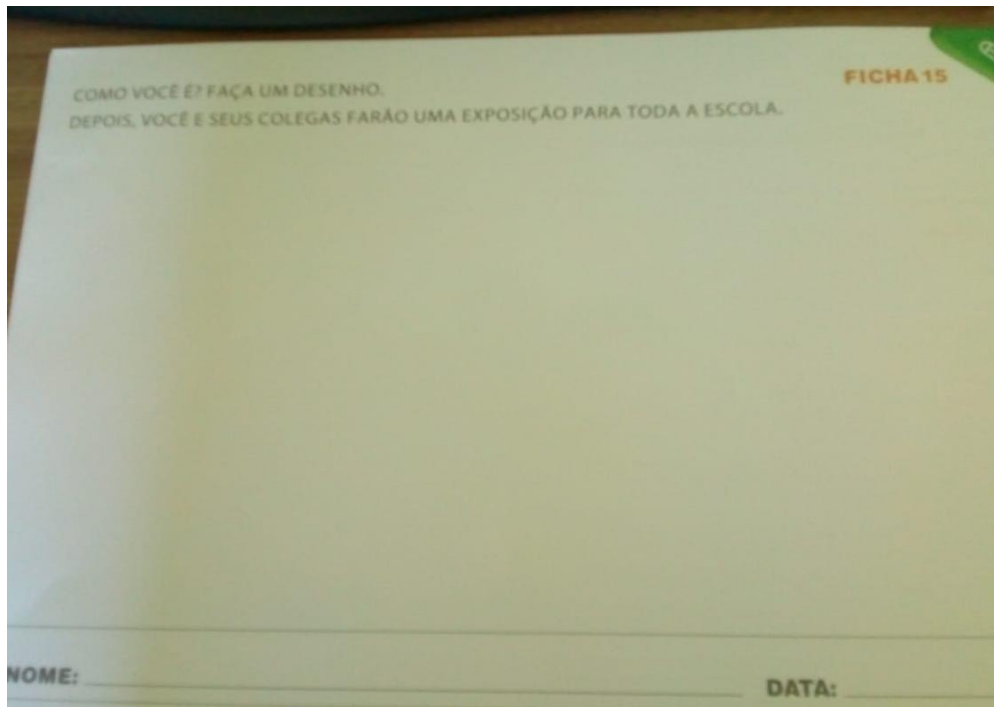 FICHA 15
COMO VOCÊ É? FAÇA UM DESENHO.
DEPOIS, VOCÊ E SEUS COLEGAS FARÃO UMA EXPOSIÇÃO PARA TODA A ESCOLA.
NOME:
DATA: